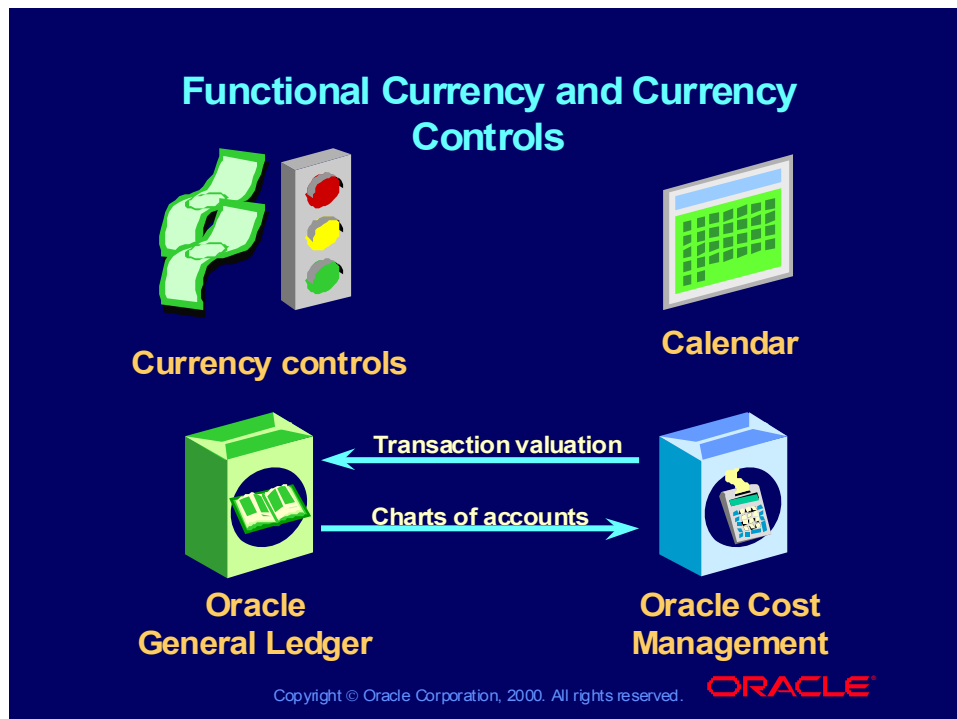 Functional Currency and Currency
Controls
Currency controls
Calendar
Transaction valuation
Charts of accounts
Oracle
General Ledger
Oracle Cost
Management
Copyright © Oracle Corporation, 2000. All rights reserved.
ORACLE®